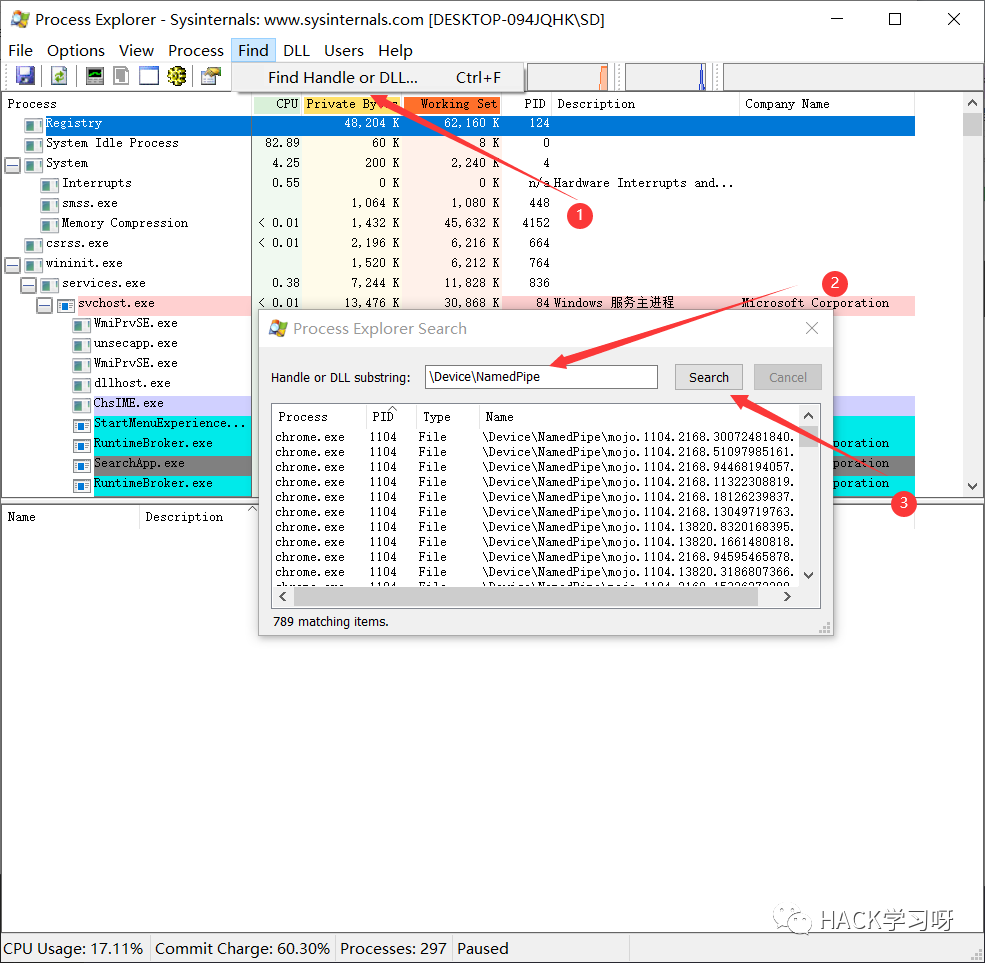 Process Explorer - Sysinternals: www.sysinternals.com [DESKTOP-094JQHK\SD]
File Options View Process Find DLL Users Help
Find Handle or DLL... Ctrl+F
Process CPU Private By Working Set PID Description Company Name
Registry 48,204 K 62,160 K 124
System Idle Process 82.89 60 K 8 K 0
System 4.25 200 K 2,240 K 4
Interrupts 0.55 0 K 0 K n/a Hardware Interrupts and...
smss.exe 1,064 K 1,080 K 448
Memory Compression < 0.01 1,432 K 45,632 K 4152
csrss.exe < 0.01 2,196 K 6,216 K 664
wininit.exe 1,520 K 6,212 K 764
services.exe 0.38 7,244 K 11,828 K 836
svchost.exe < 0.01 13,476 K 30,868 K 84 Windows 服务主进程 Microsoft Corporation
WmiPrvSE.exe
unsecapp.exe
WmiPrvSE.exe
dllhost.exe
ChsIME.exe
StartMenuExperience...
RuntimeBroker.exe poration
SearchApp.exe poration
RuntimeBroker.exe poration
1
2
3
Process Explorer Search
Handle or DLL substring: \Device\NamedPipe Search Cancel
Process PID Type Name
chrome.exe 1104 File \Device\NamedPipe\mojo.1104.2168.30072481840.
chrome.exe 1104 File \Device\NamedPipe\mojo.1104.2168.51097985161.
chrome.exe 1104 File \Device\NamedPipe\mojo.1104.2168.94468194057.
chrome.exe 1104 File \Device\NamedPipe\mojo.1104.2168.11322308819.
chrome.exe 1104 File \Device\NamedPipe\mojo.1104.2168.18126239837.
chrome.exe 1104 File \Device\NamedPipe\mojo.1104.2168.13049719763.
chrome.exe 1104 File \Device\NamedPipe\mojo.1104.13820.8320168395.
chrome.exe 1104 File \Device\NamedPipe\mojo.1104.13820.1661480818.
chrome.exe 1104 File \Device\NamedPipe\mojo.1104.2168.94595465878.
chrome.exe 1104 File \Device\NamedPipe\mojo.1104.13820.3186807366.
789 matching items.
Name Description
HACK学习呀
CPU Usage: 17.11% Commit Charge: 60.30% Processes: 297 Paused